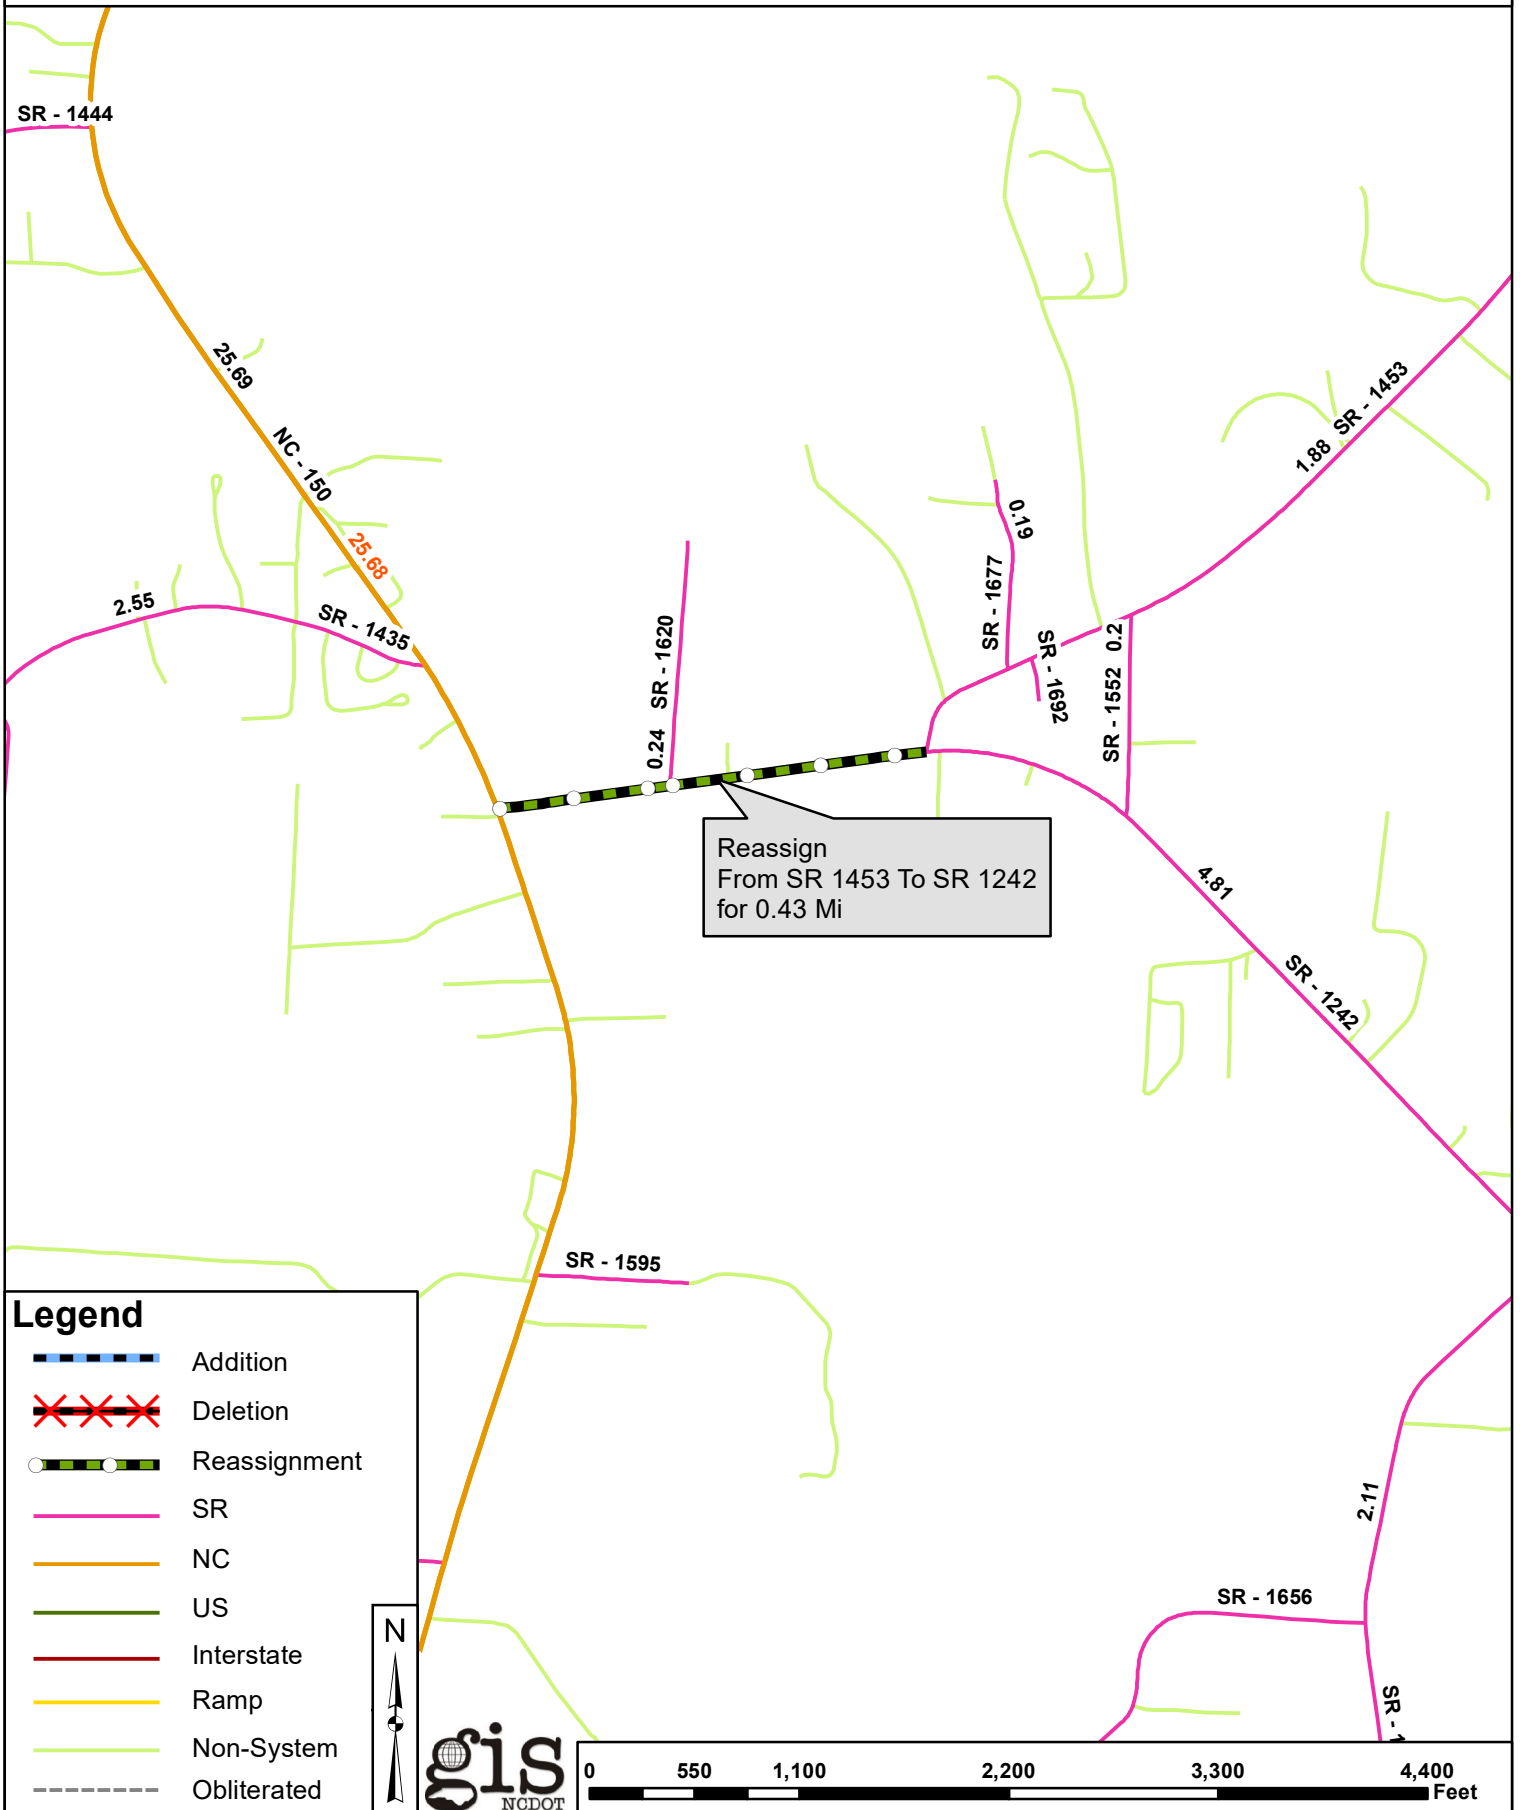 SR - 1444
25.69
NC - 150
25.68
2.55
SR - 1435
0.24 SR - 1620
0.19
SR - 1677
SR - 1692
SR - 1552 0.2
1.88 SR - 1453
Reassign
From SR 1453 To SR 1242
for 0.43 Mi
4.81
SR - 1242
SR - 1595
2.11
SR - 1656
SR - 1
Legend
Addition
Deletion
Reassignment
SR
NC
US
Interstate
Ramp
Non-System
Obliterated
N
gis
NCDOT
0 550 1,100 2,200 3,300 4,400
Feet